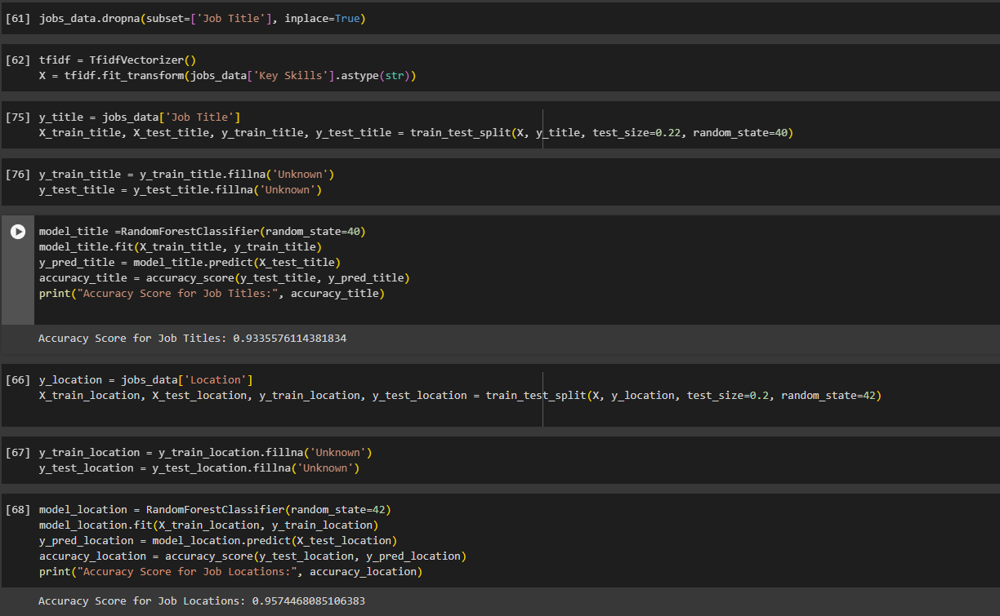 [61] jobs_data.dropna(subset=['Job Title'], inplace=True)
[62] tfidf = TfidfVectorizer()
X = tfidf.fit_transform(jobs_data['Key Skills'].astype(str))
[75] y_title = jobs_data['Job Title']
X_train_title, X_test_title, y_train_title, y_test_title = train_test_split(X, y_title, test_size=0.22, random_state=40)
[76] y_train_title = y_train_title.fillna('Unknown')
y_test_title = y_test_title.fillna('Unknown')
model_title =RandomForestClassifier(random_state=40)
model_title.fit(X_train_title, y_train_title)
y_pred_title = model_title.predict(X_test_title)
accuracy_title = accuracy_score(y_test_title, y_pred_title)
print("Accuracy Score for Job Titles:", accuracy_title)
Accuracy Score for Job Titles: 0.9335576114381834
[66] y_location = jobs_data['Location']
X_train_location, X_test_location, y_train_location, y_test_location = train_test_split(X, y_location, test_size=0.2, random_state=42)
[67] y_train_location = y_train_location.fillna('Unknown')
y_test_location = y_test_location.fillna('Unknown')
[68] model_location = RandomForestClassifier(random_state=42)
model_location.fit(X_train_location, y_train_location)
y_pred_location = model_location.predict(X_test_location)
accuracy_location = accuracy_score(y_test_location, y_pred_location)
print("Accuracy Score for Job Locations:", accuracy_location)
Accuracy Score for Job Locations: 0.9574468085106383